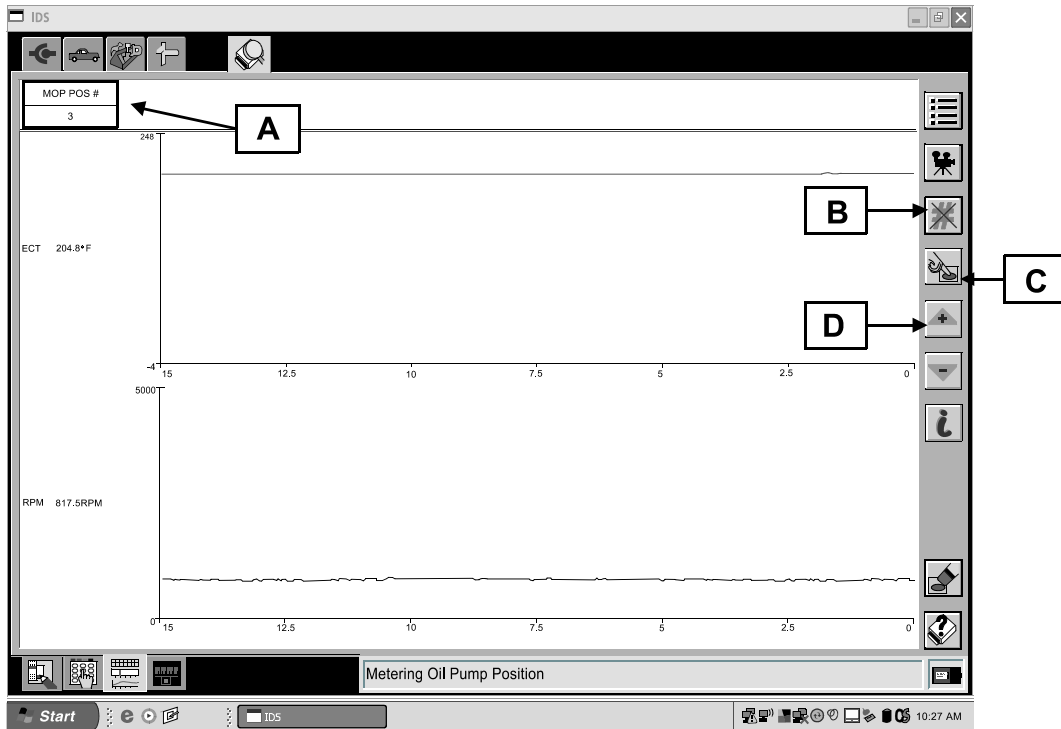 IDS
MOP POS #
3
A
248
B
ECT 204.8°F
C
D
-4
15 12.5 10 7.5 5 2.5 0
5000
RPM 817.5RPM
0
15 12.5 10 7.5 5 2.5 0
Metering Oil Pump Position
Start
IDS
10:27 AM